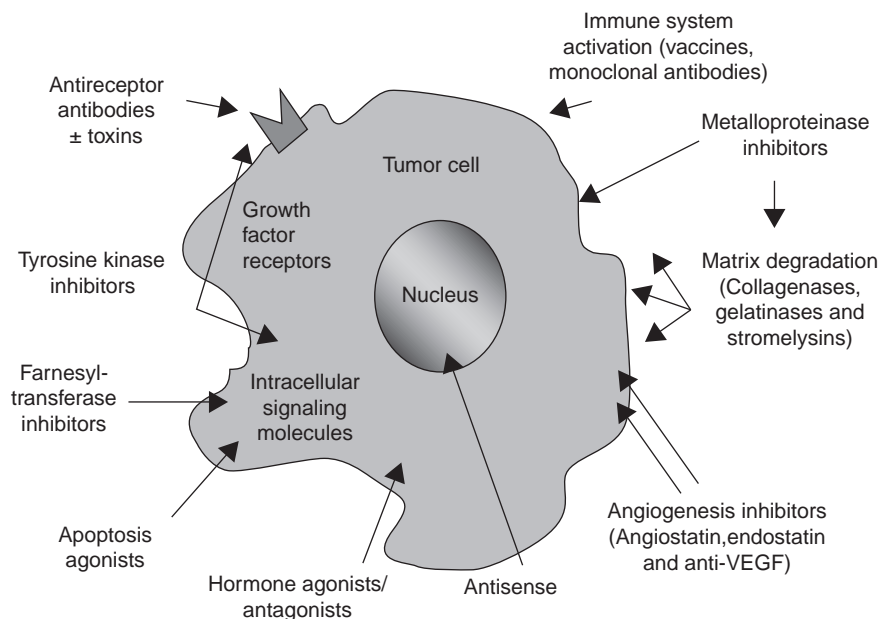 Immune system
activation (vaccines,
monoclonal antibodies)
Antireceptor
antibodies
± toxins
Metalloproteinase
inhibitors
Tumor cell
Growth
factor
receptors
Tyrosine kinase
inhibitors
Nucleus
Matrix degradation
(Collagenases,
gelatinases and
stromelysins)
Farnesyl-
transferase
inhibitors
Intracellular
signaling
molecules
Apoptosis
agonists
Hormone agonists/
antagonists
Antisense
Angiogenesis inhibitors
(Angiostatin,endostatin
and anti-VEGF)